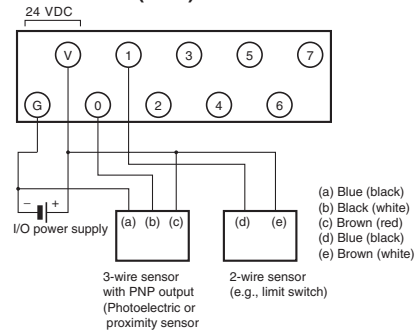 24 VDC
V 1 3 5 7
G 0 2 4 6
– +
I/O power supply
(a) (b) (c) (d) (e)
(a) Blue (black)
(b) Black (white)
(c) Brown (red)
(d) Blue (black)
(e) Brown (white)
3-wire sensor
with PNP output
(Photoelectric or
proximity sensor
2-wire sensor
(e.g., limit switch)